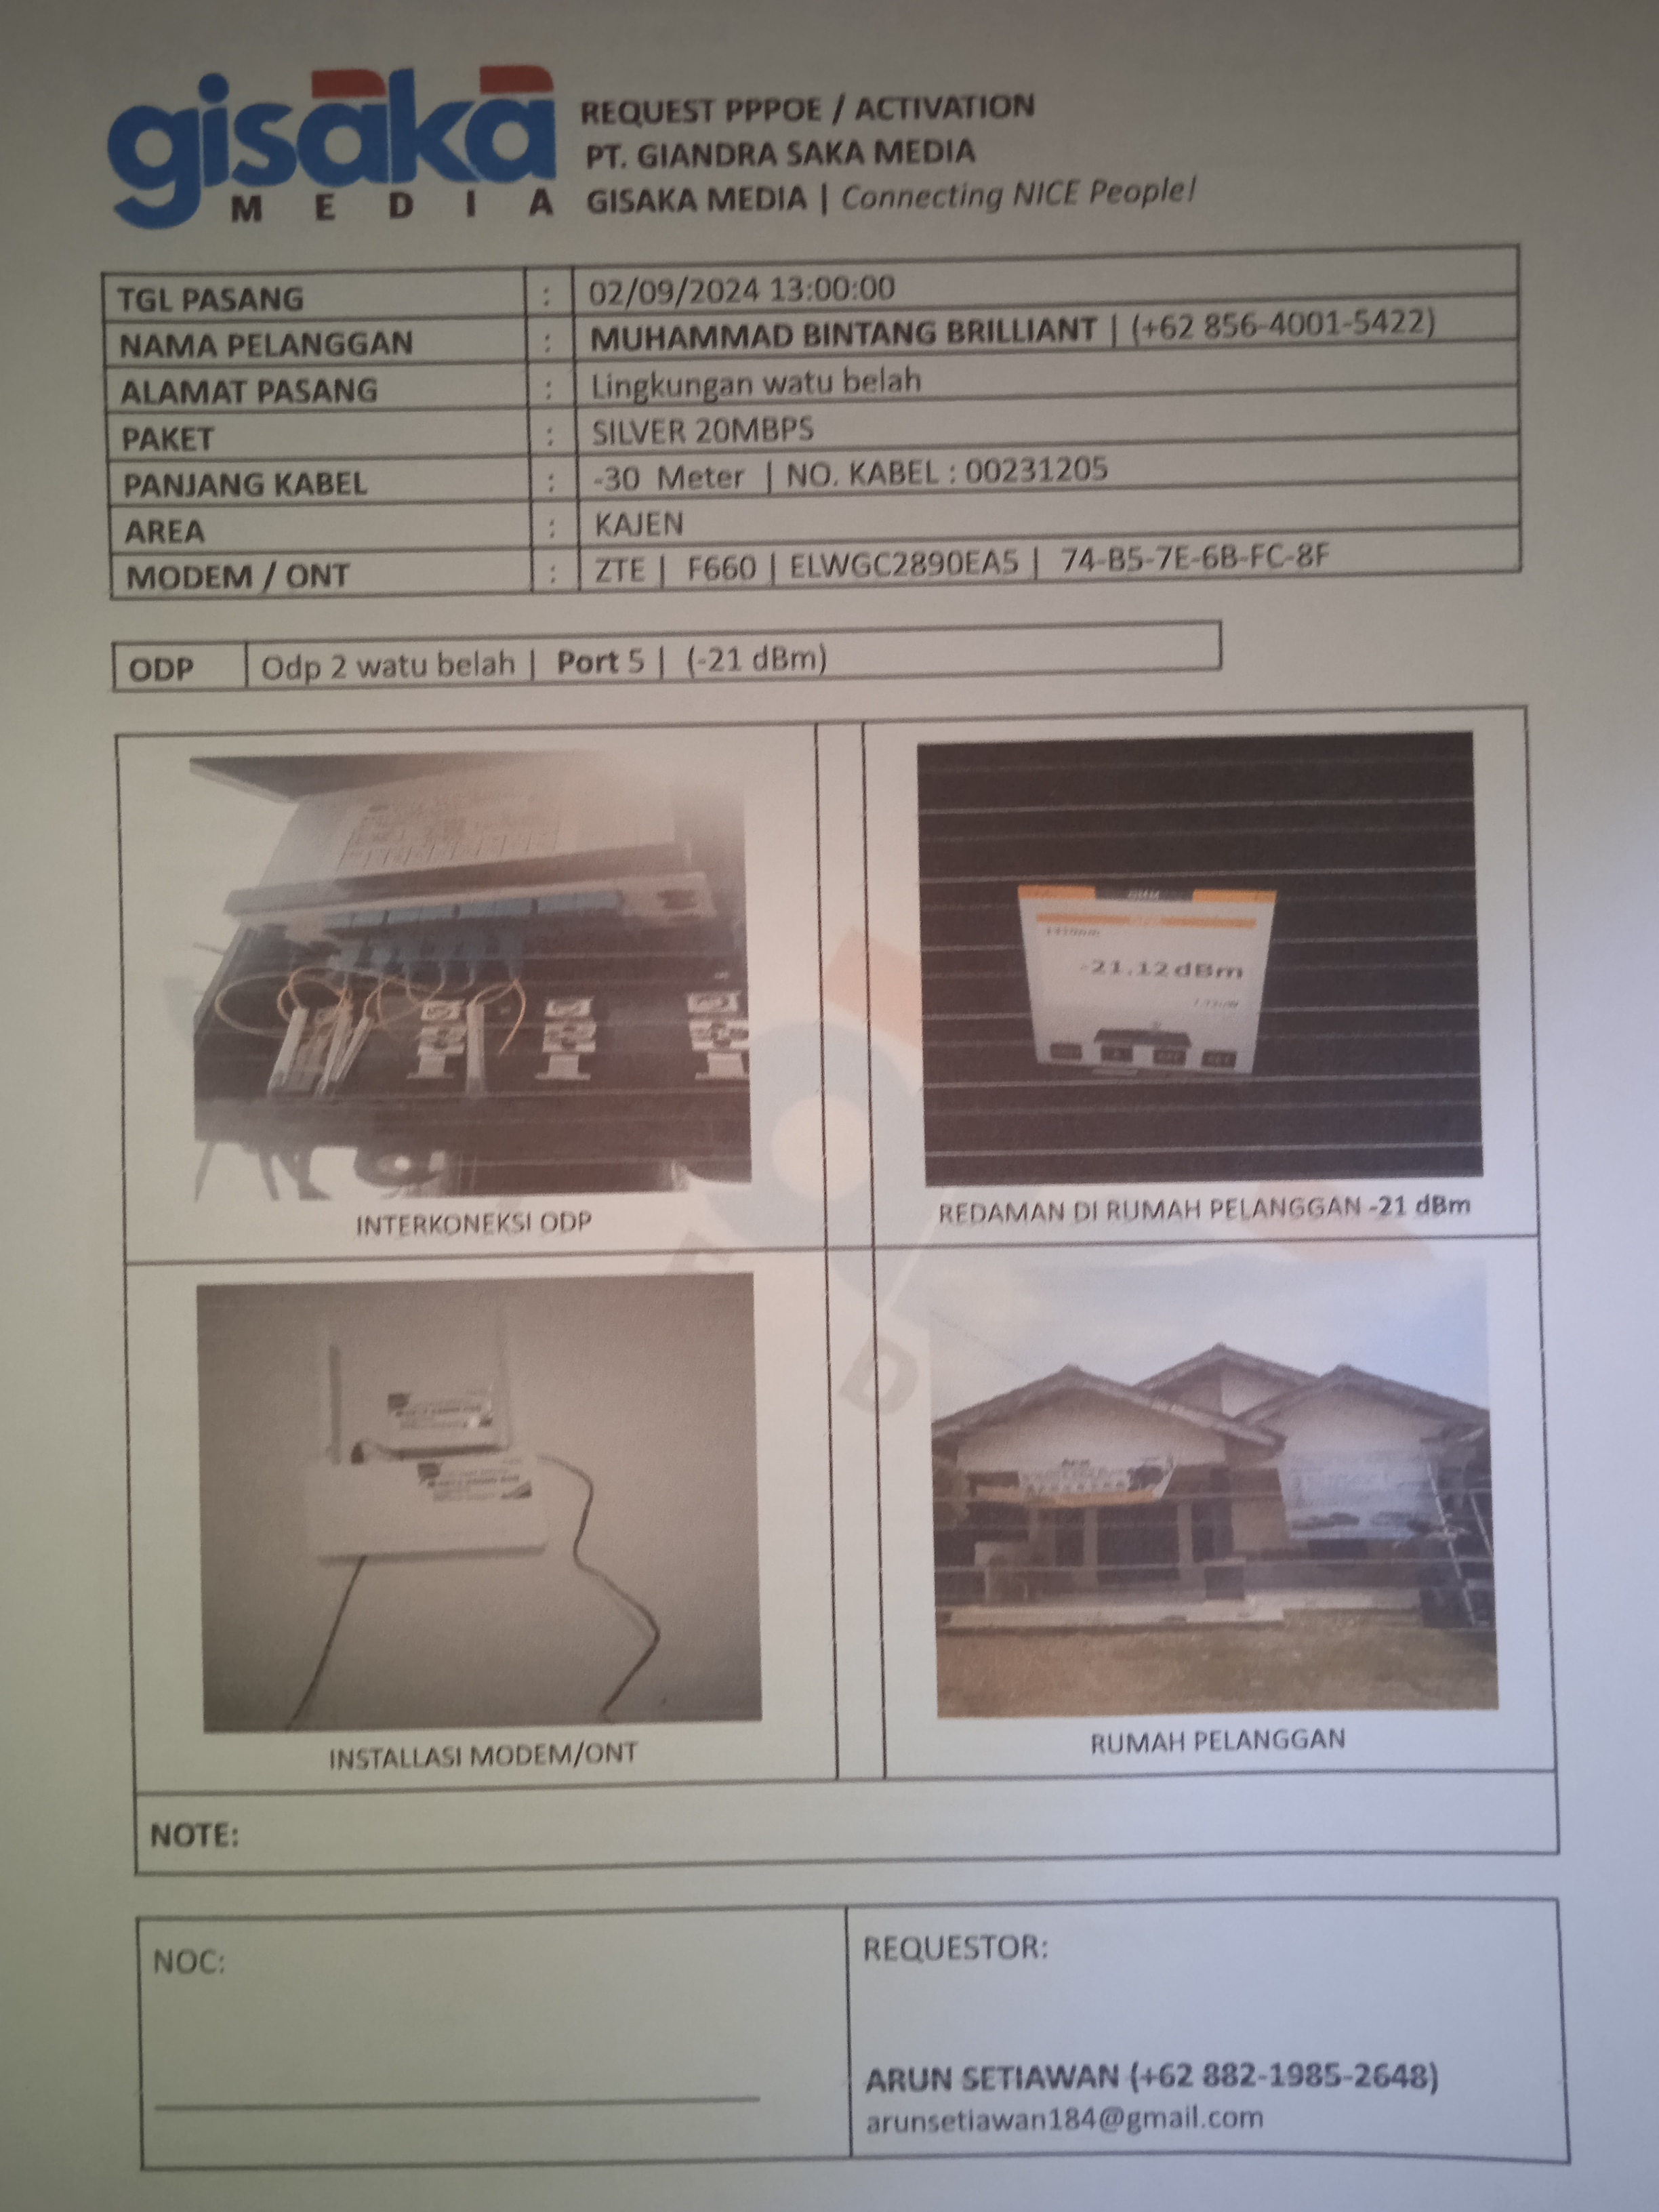 gisaka
MEDIA
REQUEST PPPOE / ACTIVATION
PT. GIANDRA SAKA MEDIA
GISAKA MEDIA | Connecting NICE People!
TGL PASANG : 02/09/2024 13:00:00
NAMA PELANGGAN : MUHAMMAD BINTANG BRILLIANT | (+62 856-4001-5422)
ALAMAT PASANG : Lingkungan watu belah
PAKET : SILVER 20MBPS
PANJANG KABEL : -30 Meter | NO. KABEL : 00231205
AREA : KAJEN
MODEM / ONT : ZTE | F660 | ELWGC2890EA5 | 74-B5-7E-6B-FC-8F
ODP Odp 2 watu belah | Port 5 | (-21 dBm)
-21.12dBm
INTERKONEKSI ODP
REDAMAN DI RUMAH PELANGGAN -21 dBm
INSTALLASI MODEM/ONT
RUMAH PELANGGAN
NOTE:
NOC:
REQUESTOR:
ARUN SETIAWAN (+62 882-1985-2648)
arunsetiawan184@gmail.com